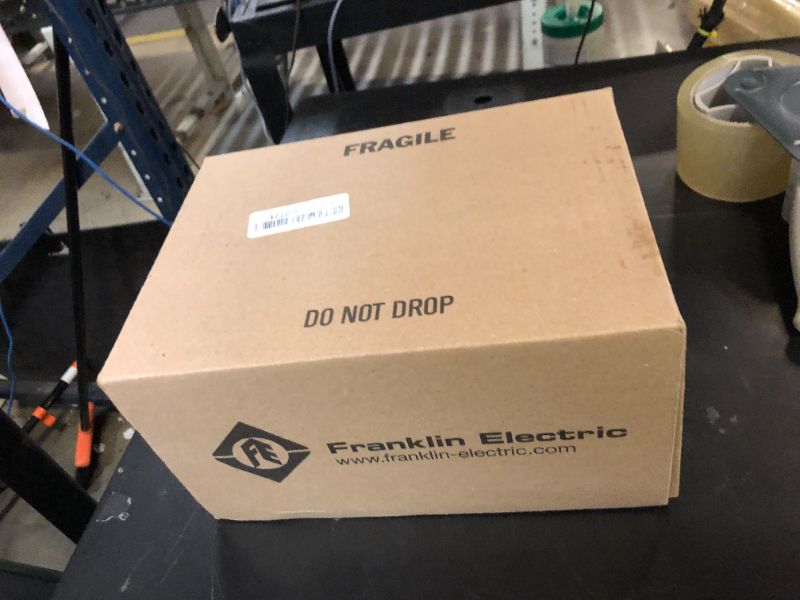 FRAGILE
DO NOT DROP
FE
Franklin Electric
www.franklin-electric.com